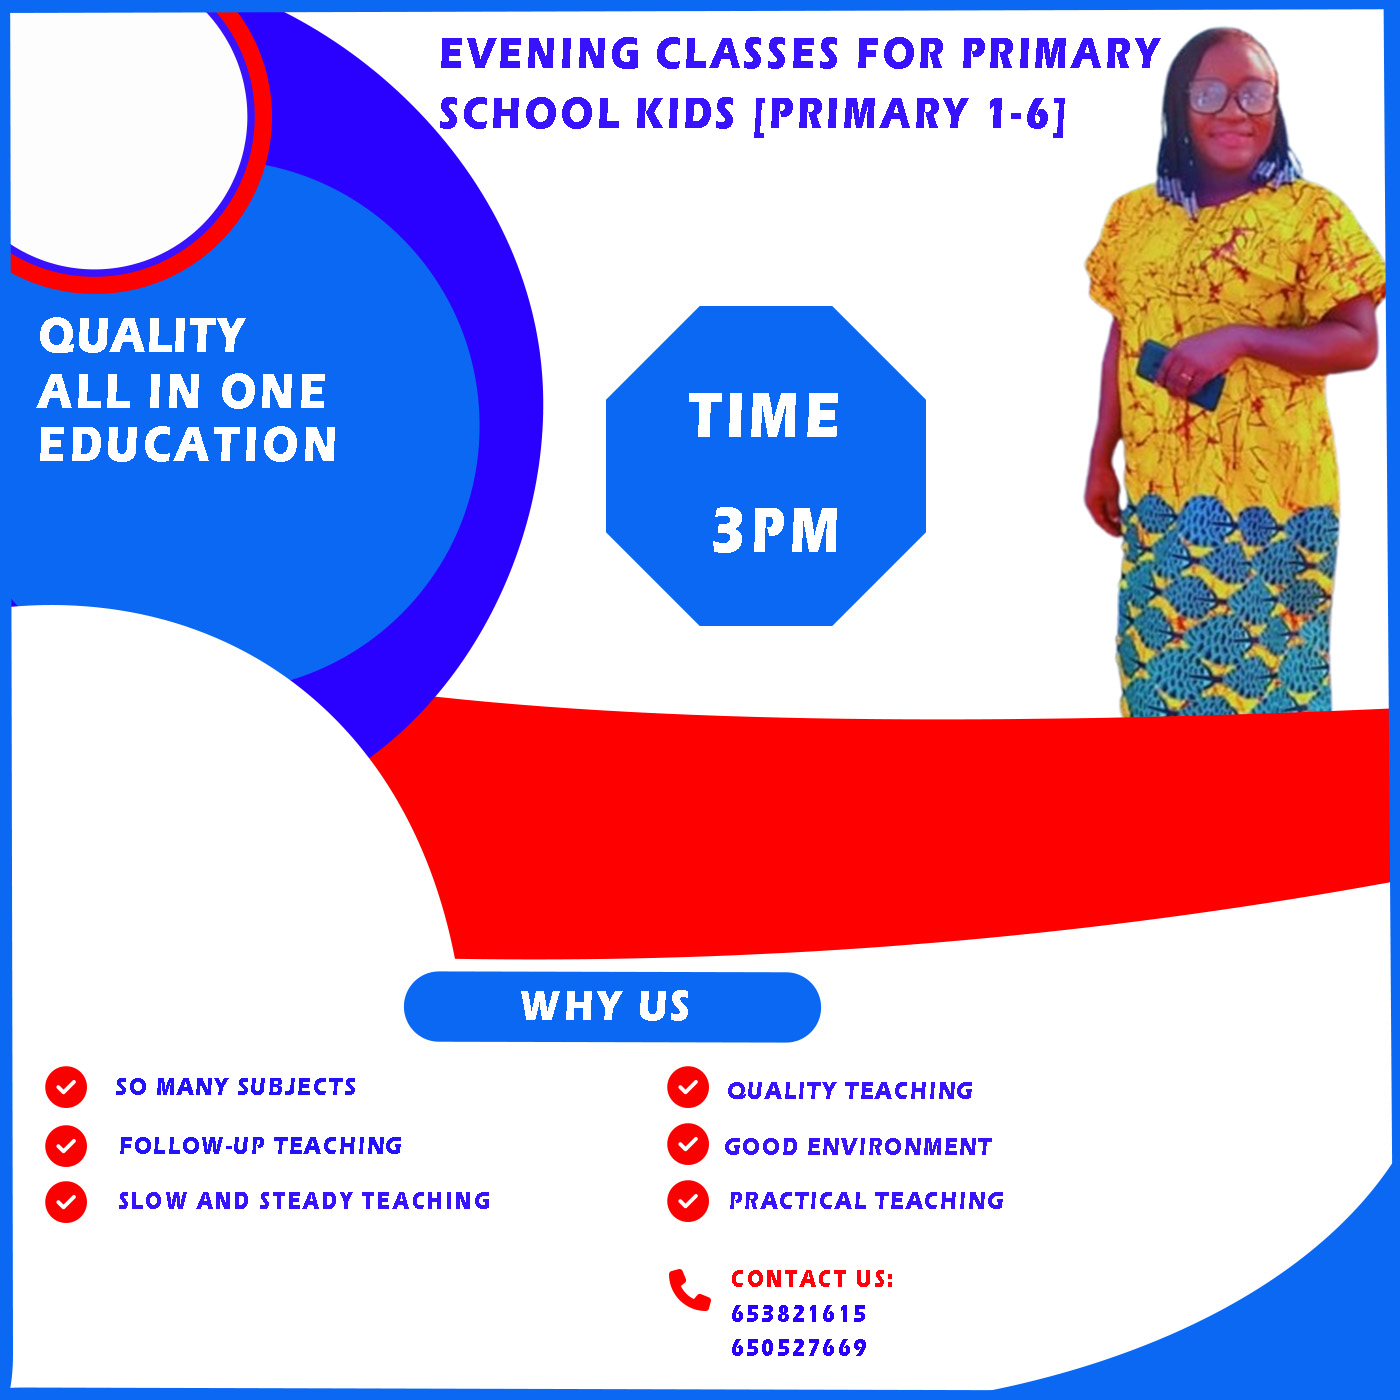 EVENING CLASSES FOR PRIMARY
SCHOOL KIDS [PRIMARY 1-6]
QUALITY
ALL IN ONE
EDUCATION
TIME
3PM
WHY US
SO MANY SUBJECTS
FOLLOW-UP TEACHING
SLOW AND STEADY TEACHING
QUALITY TEACHING
GOOD ENVIRONMENT
PRACTICAL TEACHING
CONTACT US:
653821615
650527669